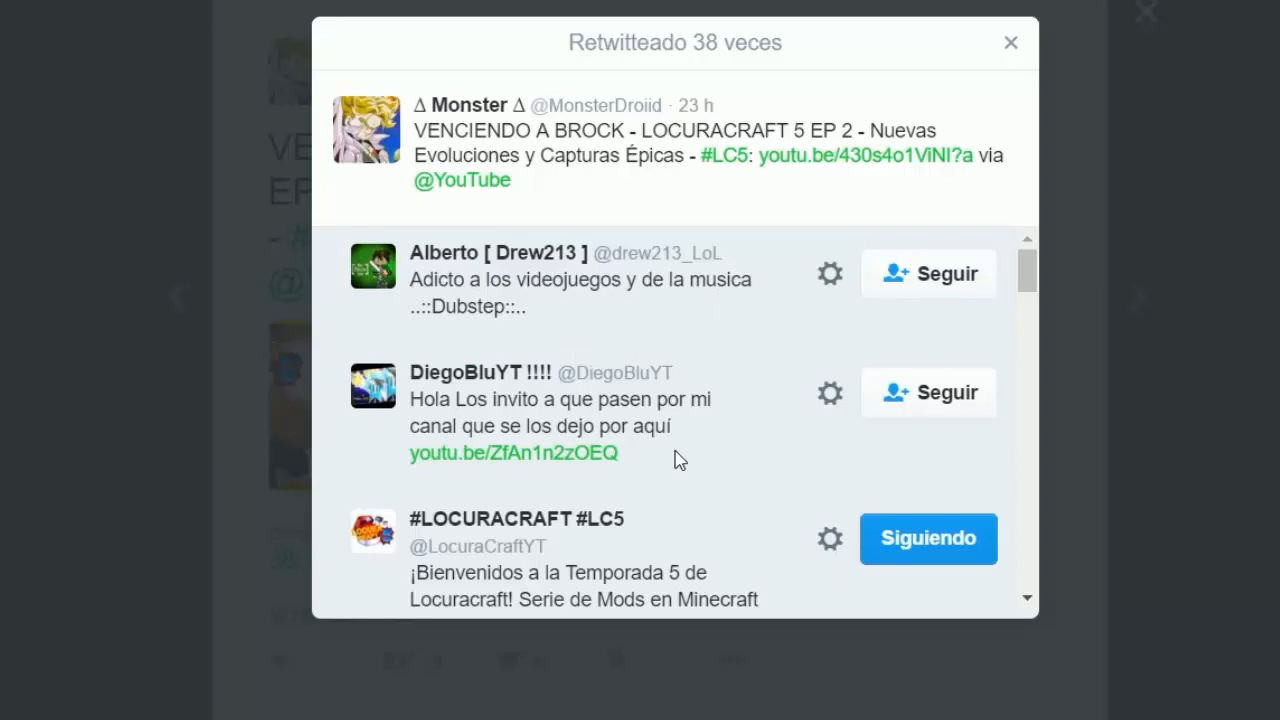 Retwitteado 38 veces
Δ Monster Δ @MonsterDroiid · 23 h
VENCIENDO A BROCK - LOCURACRAFT 5 EP 2 - Nuevas
Evoluciones y Capturas Épicas - #LC5: youtu.be/430s4o1ViNI?a via
@YouTube
Alberto [ Drew213 ] @drew213_LoL
Adicto a los videojuegos y de la musica
..::Dubstep::..
Seguir
DiegoBluYT !!!! @DiegoBluYT
Hola Los invito a que pasen por mi
canal que se los dejo por aquí
youtu.be/ZfAn1n2zOEQ
Seguir
#LOCURACRAFT #LC5
@LocuraCraftYT
¡Bienvenidos a la Temporada 5 de
Locuracraft! Serie de Mods en Minecraft
Siguiendo
VE
EP
- #
@